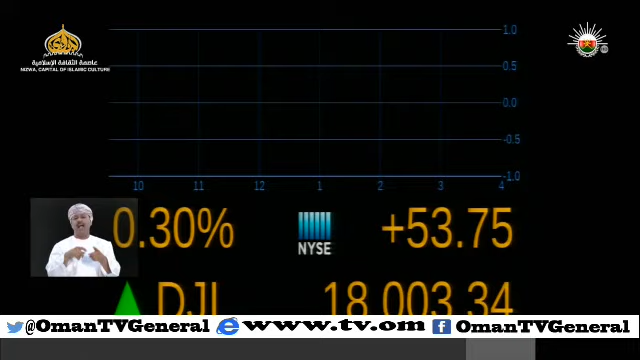 عاصمة الثقافة الإسلامية
NIZWA, CAPITAL OF ISLAMIC CULTURE
1.0
0.5
0.0
-0.5
-1.0
10 11 12 1 2 3 4
0.30% NYSE +53.75
DJI 18,003.34
@OmanTVGeneral www.tv.om OmanTVGeneral